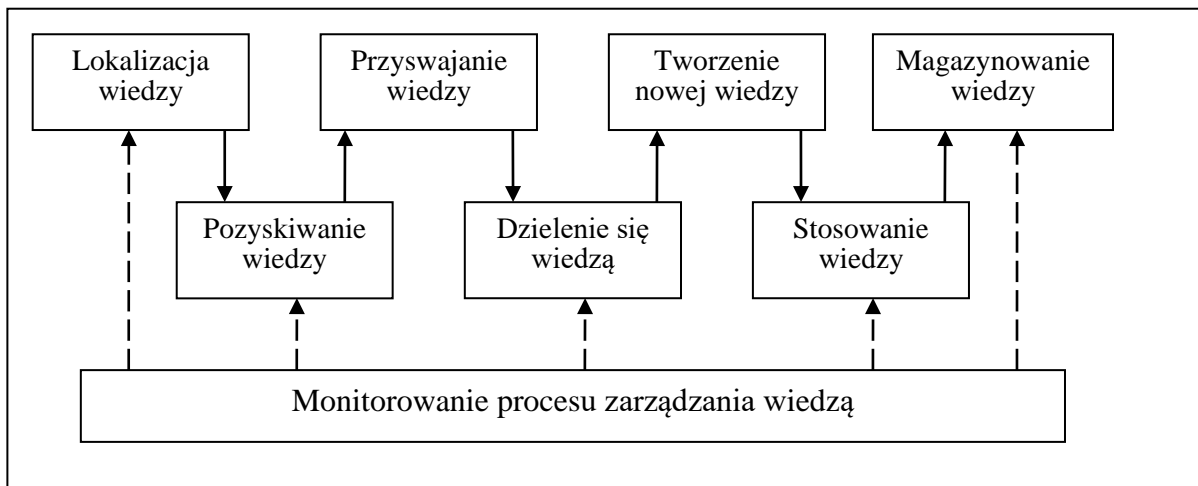 Lokalizacja
wiedzy
Przyswajanie
wiedzy
Tworzenie
nowej wiedzy
Magazynowanie
wiedzy
Pozyskiwanie
wiedzy
Dzielenie się
wiedzą
Stosowanie
wiedzy
Monitorowanie procesu zarządzania wiedzą